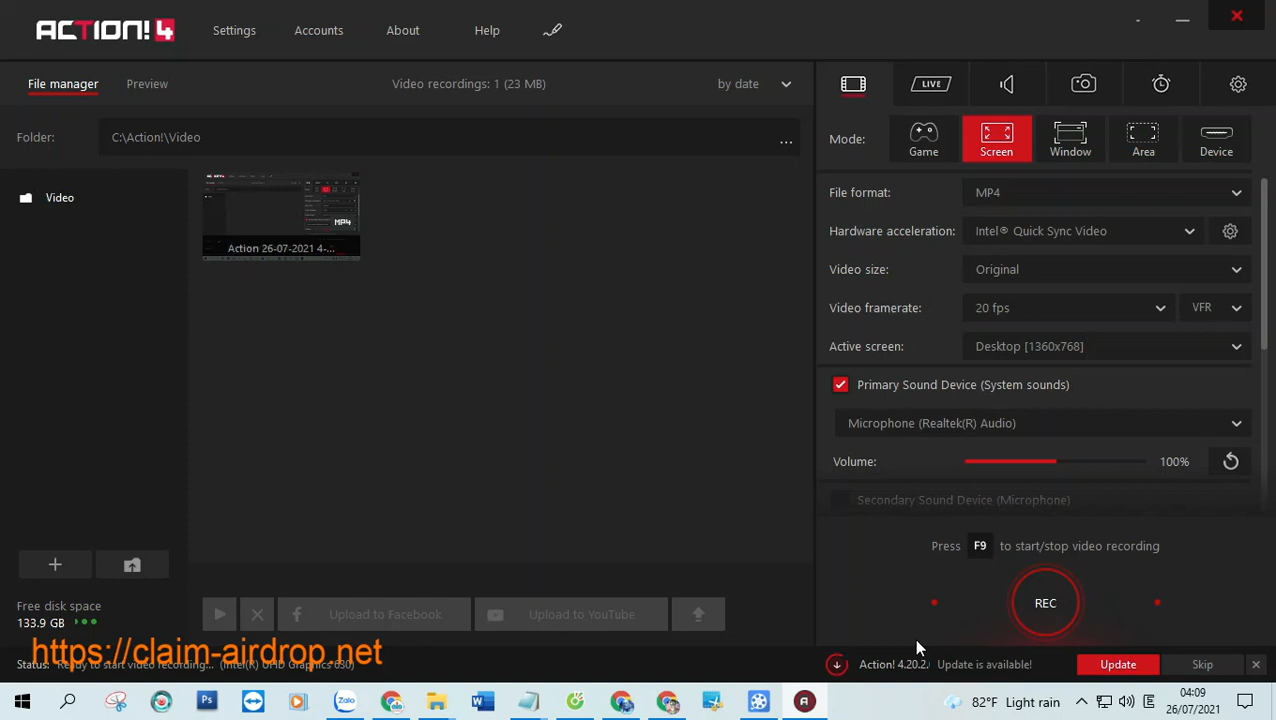 ACTION! 4
Settings
Accounts
About
Help
File manager
Preview
Video recordings: 1 (23 MB)
by date
LIVE
Folder:
C:\Action!\Video
...
Mode:
Game
Screen
Window
Area
Device
Video
MP4
Action 26-07-2021 4-...
File format:
MP4
Hardware acceleration:
Intel® Quick Sync Video
Video size:
Original
Video framerate:
20 fps
VFR
Active screen:
Desktop [1360x768]
Primary Sound Device (System sounds)
Microphone (Realtek(R) Audio)
Volume:
100%
Secondary Sound Device (Microphone)
Press F9 to start/stop video recording
REC
Free disk space
133.9 GB
Upload to Facebook
Upload to YouTube
https://claim-airdrop.net
Status: Ready to start video recording... (Intel(R) UHD Graphics 630)
Action! 4.20.2. Update is available!
Update
Skip
Ps
Zalo
82°F Light rain
04:09
26/07/2021